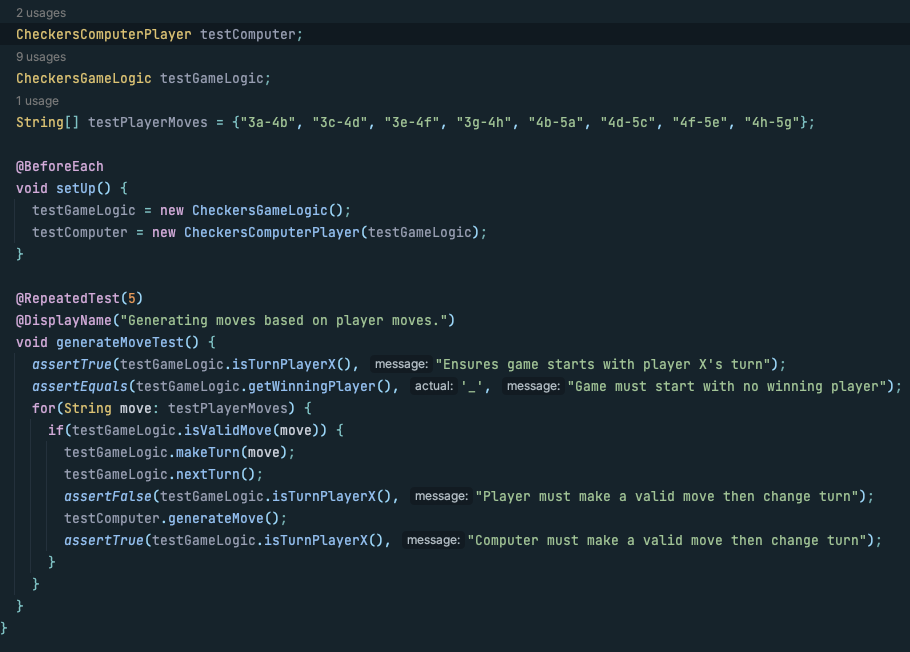 2 usages
CheckersComputerPlayer testComputer;
9 usages
CheckersGameLogic testGameLogic;
1 usage
String[] testPlayerMoves = {"3a-4b", "3c-4d", "3e-4f", "3g-4h", "4b-5a", "4d-5c", "4f-5e", "4h-5g"};
@BeforeEach
void setUp() {
testGameLogic = new CheckersGameLogic();
testComputer = new CheckersComputerPlayer(testGameLogic);
}
@RepeatedTest(5)
@DisplayName("Generating moves based on player moves.")
void generateMoveTest() {
assertTrue(testGameLogic.isTurnPlayerX(), message: "Ensures game starts with player X's turn");
assertEquals(testGameLogic.getWinningPlayer(), actual: '_', message: "Game must start with no winning player");
for(String move: testPlayerMoves) {
if(testGameLogic.isValidMove(move)) {
testGameLogic.makeTurn(move);
testGameLogic.nextTurn();
assertFalse(testGameLogic.isTurnPlayerX(), message: "Player must make a valid move then change turn");
testComputer.generateMove();
assertTrue(testGameLogic.isTurnPlayerX(), message: "Computer must make a valid move then change turn");
}
}
}
}